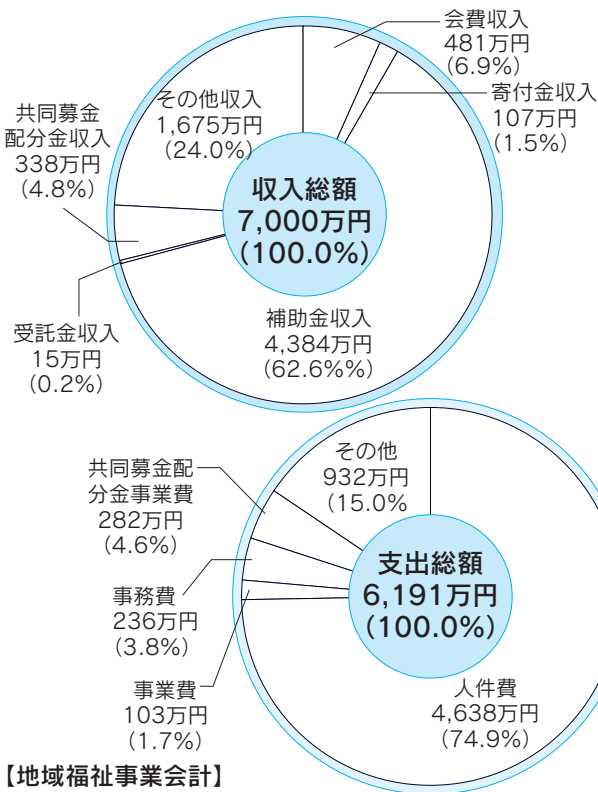 会費収入
481万円
(6.9%)
寄付金収入
107万円
(1.5%)
その他収入
1,675万円
(24.0%)
共同募金
配分金収入
338万円
(4.8%)
収入総額
7,000万円
(100.0%)
受託金収入
15万円
(0.2%)
補助金収入
4,384万円
(62.6%%)
その他
932万円
(15.0%
共同募金配
分金事業費
282万円
(4.6%)
支出総額
6,191万円
(100.0%)
事務費
236万円
(3.8%)
事業費
103万円
(1.7%)
人件費
4,638万円
(74.9%)
【地域福祉事業会計】